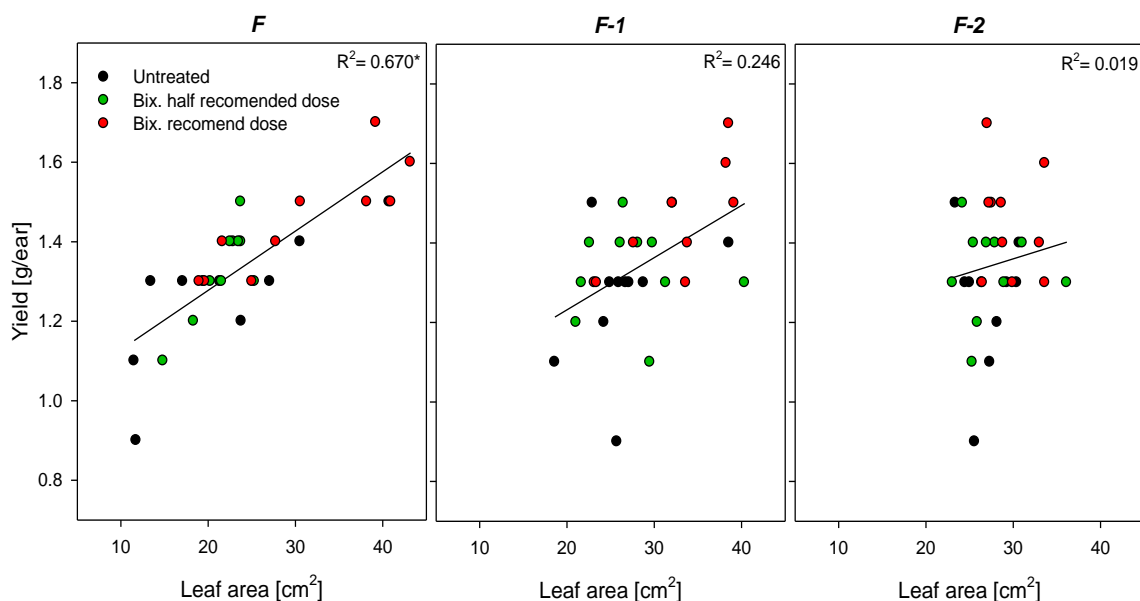 F
F-1
F-2
R²= 0.670*
R²= 0.246
R²= 0.019
Untreated
Bix. half recomended dose
Bix. recomend dose
Yield [g/ear]
1.8
1.6
1.4
1.2
1.0
0.8
10 20 30 40
10 20 30 40
10 20 30 40
Leaf area [cm²]
Leaf area [cm²]
Leaf area [cm²]